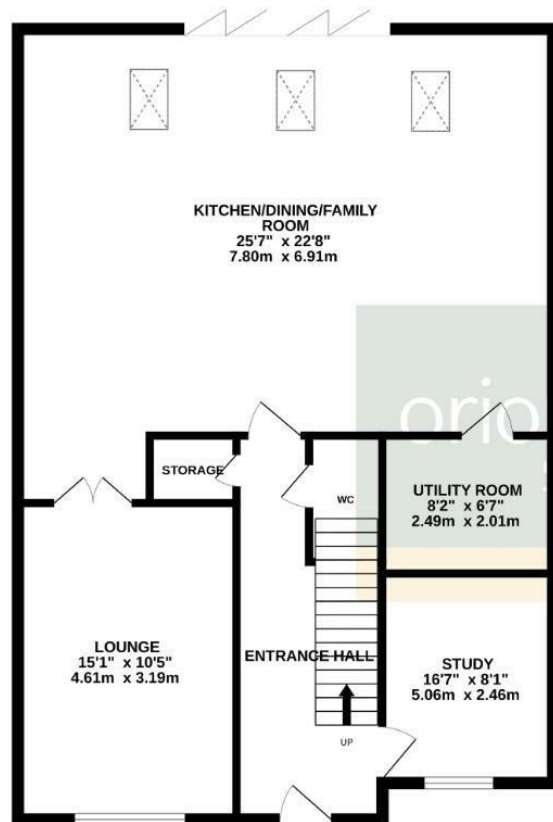 KITCHEN/DINING/FAMILY
ROOM
25'7" x 22'8"
7.80m x 6.91m
orio
s
STORAGE
WC
UTILITY ROOM
8'2" x 6'7"
2.49m x 2.01m
LOUNGE
15'1" x 10'5"
4.61m x 3.19m
ENTRANCE HALL
STUDY
16'7" x 8'1"
5.06m x 2.46m
UP